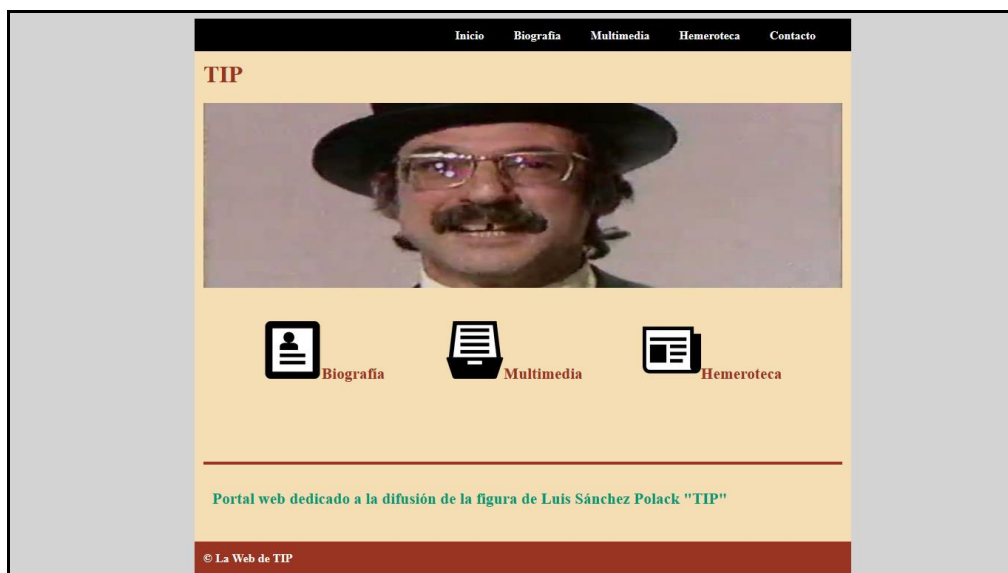 Inicio Biografia Multimedia Hemeroteca Contacto
TIP
Biografía Multimedia Hemeroteca
Portal web dedicado a la difusión de la figura de Luis Sánchez Polack "TIP"
© La Web de TIP